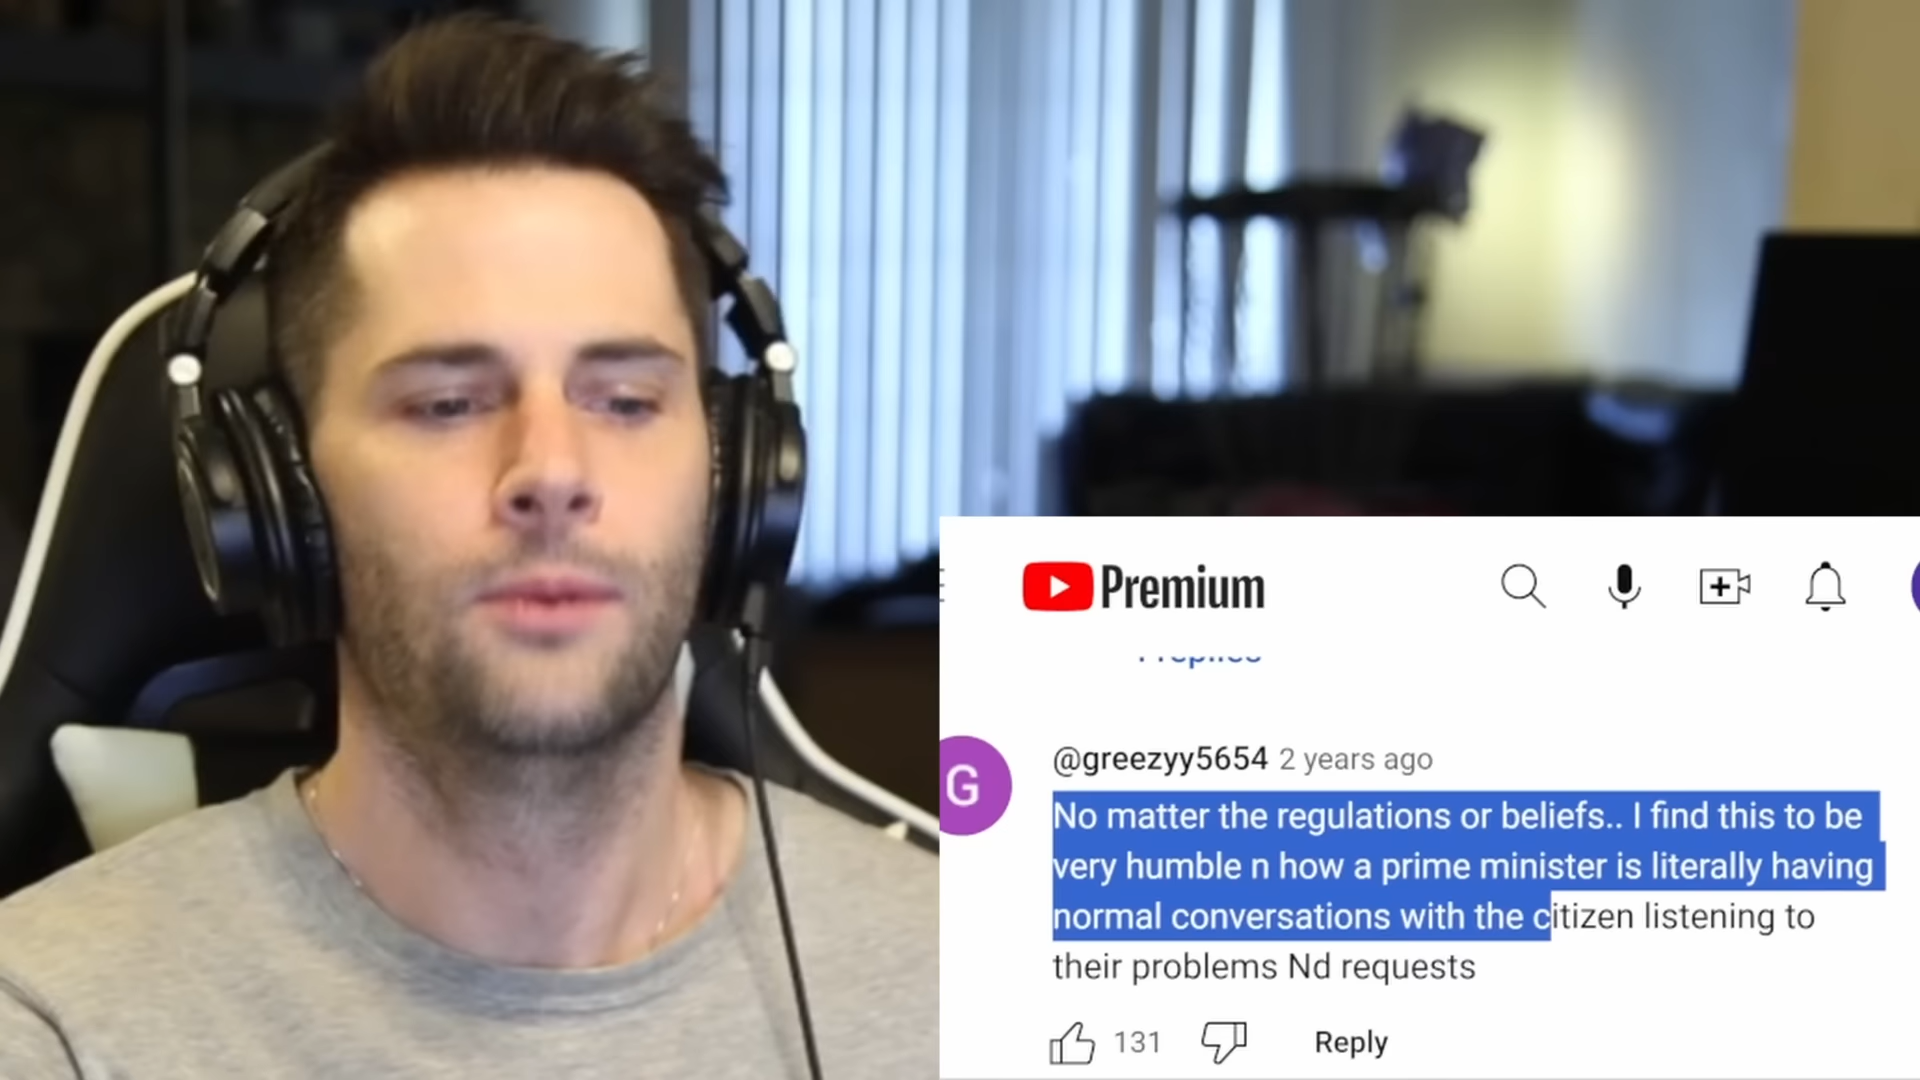 Premium
@greezyy5654 2 years ago
G
No matter the regulations or beliefs.. I find this to be
very humble n how a prime minister is literally having
normal conversations with the citizen listening to
their problems Nd requests
131
Reply